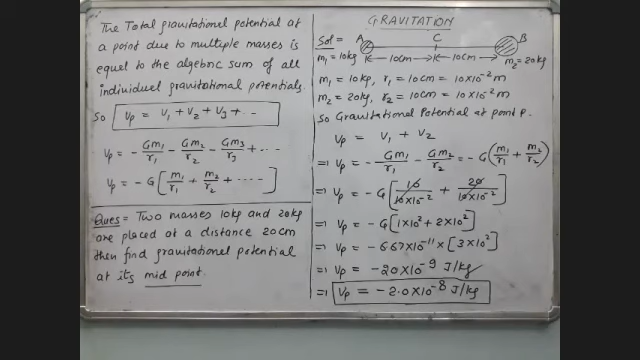 GRAVITATION
The Total gravitational potential at
a point due to multiple masses is
equal to the algebric sum of all
individuel gravitational potentials.
So Vp = V1 + V2 + V3 + ...
Vp = - Gm1/r1 - Gm2/r2 - Gm3/r3 + ...
Vp = - G [ m1/r1 + m2/r2 + ..... ]
Ques = Two masses 10kg and 20kg
are placed at a distance 20cm
then find gravitational potential
at its mid point.
Sol = A C B
m1 = 10kg 10cm 10cm m2 = 20kg
m1 = 10kg, r1 = 10cm = 10×10⁻² m
m2 = 20kg, r2 = 10cm = 10×10⁻² m
So Gravitational Potential at point P.
Vp = V1 + V2
⇒ Vp = - Gm1/r1 - Gm2/r2 = - G (m1/r1 + m2/r2)
⇒ Vp = - G [ 10/10×10⁻² + 20/10×10⁻² ]
⇒ Vp = - G [ 1×10² + 2×10² ]
⇒ Vp = - 6.67×10⁻¹¹ × [ 3×10² ]
⇒ Vp = - 20×10⁻⁹ J/kg
⇒ Vp = - 2.0×10⁻⁸ J/kg